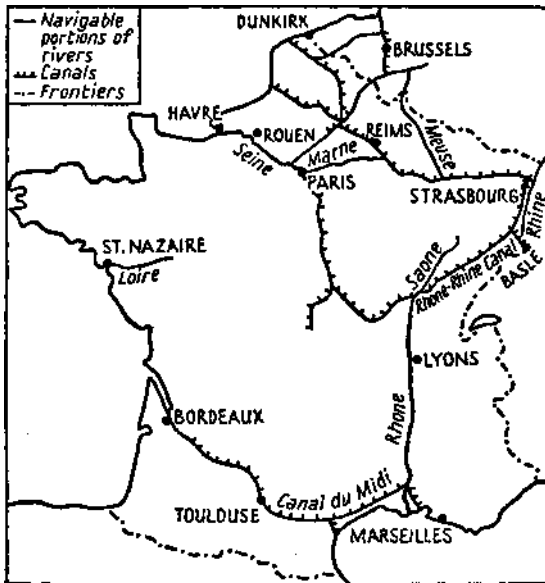 Navigable
portions of
rivers
Canals
Frontiers
DUNKIRK
BRUSSELS
HAVRE
ROUEN
REIMS
Meuse
Seine
Marne
PARIS
STRASBOURG
Rhine
ST. NAZAIRE
Loire
Saone
Rhone-Rhine Canal
BASLE
LYONS
BORDEAUX
Rhone
Canal du Midi
TOULDUSE
MARSEILLES